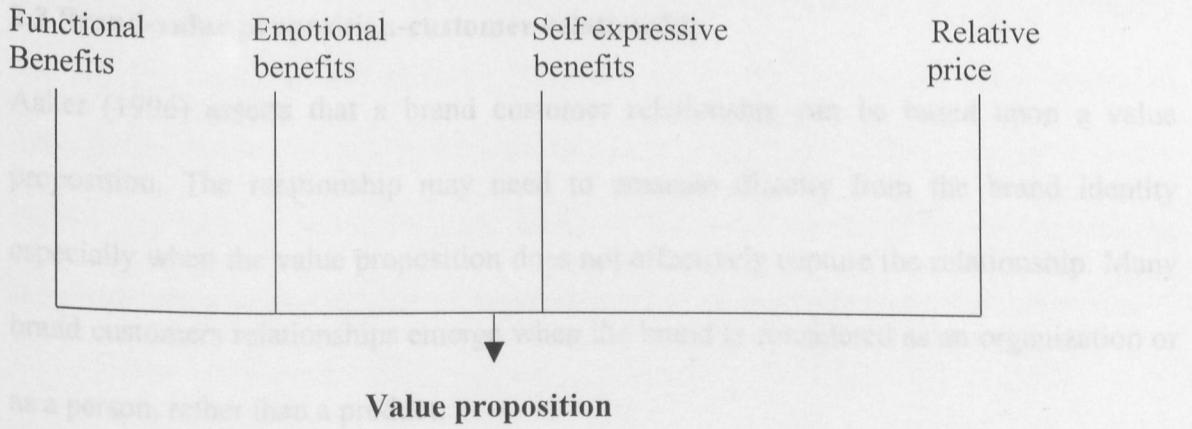 Functional Benefits
Emotional benefits
Self expressive benefits
Relative price
Value proposition
Aaker (1996) asserts that a brand customer relationship can be based upon a value
proposition. The relationship may need to emanate directly from the brand identity
especially when the value proposition does not effectively capture the relationship. Many
brand customers relationships emerge when the brand is considered as an organization or
as a person, rather than a